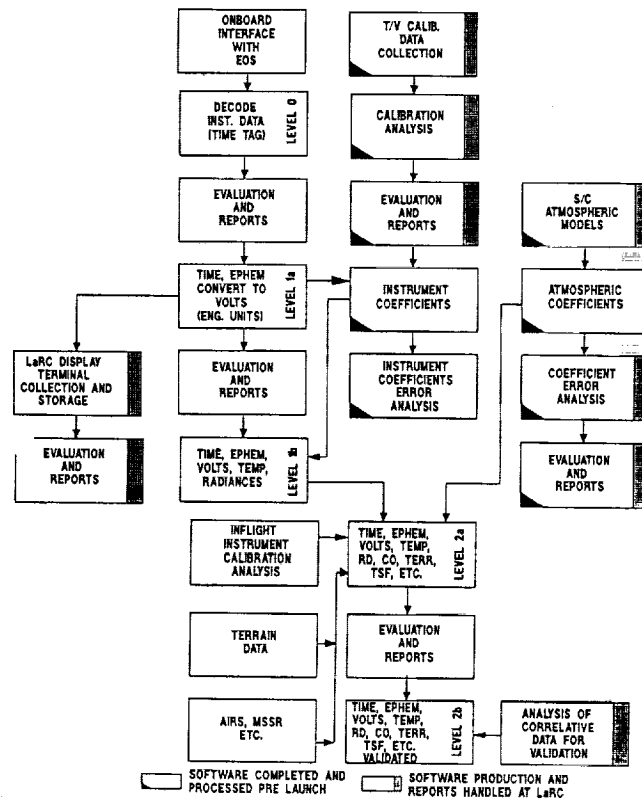 ONBOARD
INTERFACE
WITH
EOS
T/V CALIB.
DATA
COLLECTION
DECODE
INST. DATA
(TIME TAG)
LEVEL 0
CALIBRATION
ANALYSIS
EVALUATION
AND
REPORTS
EVALUATION
AND
REPORTS
S/C
ATMOSPHERIC
MODELS
TIME, EPHEM
CONVERT TO
VOLTS
(ENG. UNITS)
LEVEL 1a
INSTRUMENT
COEFFICIENTS
ATMOSPHERIC
COEFFICIENTS
LaRC DISPLAY
TERMINAL
COLLECTION AND
STORAGE
EVALUATION
AND
REPORTS
INSTRUMENT
COEFFICIENTS
ERROR
ANALYSIS
COEFFICIENT
ERROR
ANALYSIS
EVALUATION
AND
REPORTS
TIME, EPHEM,
VOLTS, TEMP,
RADIANCES
LEVEL 1b
EVALUATION
AND
REPORTS
INFLIGHT
INSTRUMENT
CALIBRATION
ANALYSIS
TIME, EPHEM,
VOLTS, TEMP,
RD, CO, TERR,
TSF, ETC.
LEVEL 2a
TERRAIN
DATA
EVALUATION
AND
REPORTS
AIRS, MSSR
ETC.
TIME, EPHEM,
VOLTS, TEMP,
RD, CO, TERR,
TSF, ETC.
VALIDATED
LEVEL 2b
ANALYSIS OF
CORRELATIVE
DATA FOR
VALIDATION
SOFTWARE COMPLETED AND
PROCESSED PRE LAUNCH
SOFTWARE PRODUCTION AND
REPORTS HANDLED AT LaRC